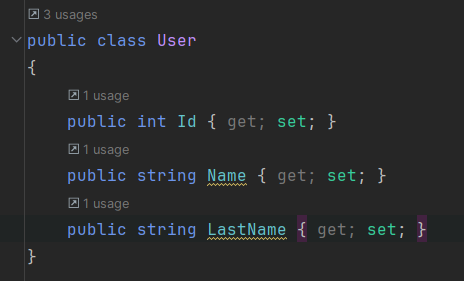 3 usages
public class User
{
1 usage
public int Id { get; set; }
1 usage
public string Name { get; set; }
1 usage
public string LastName { get; set; }
}